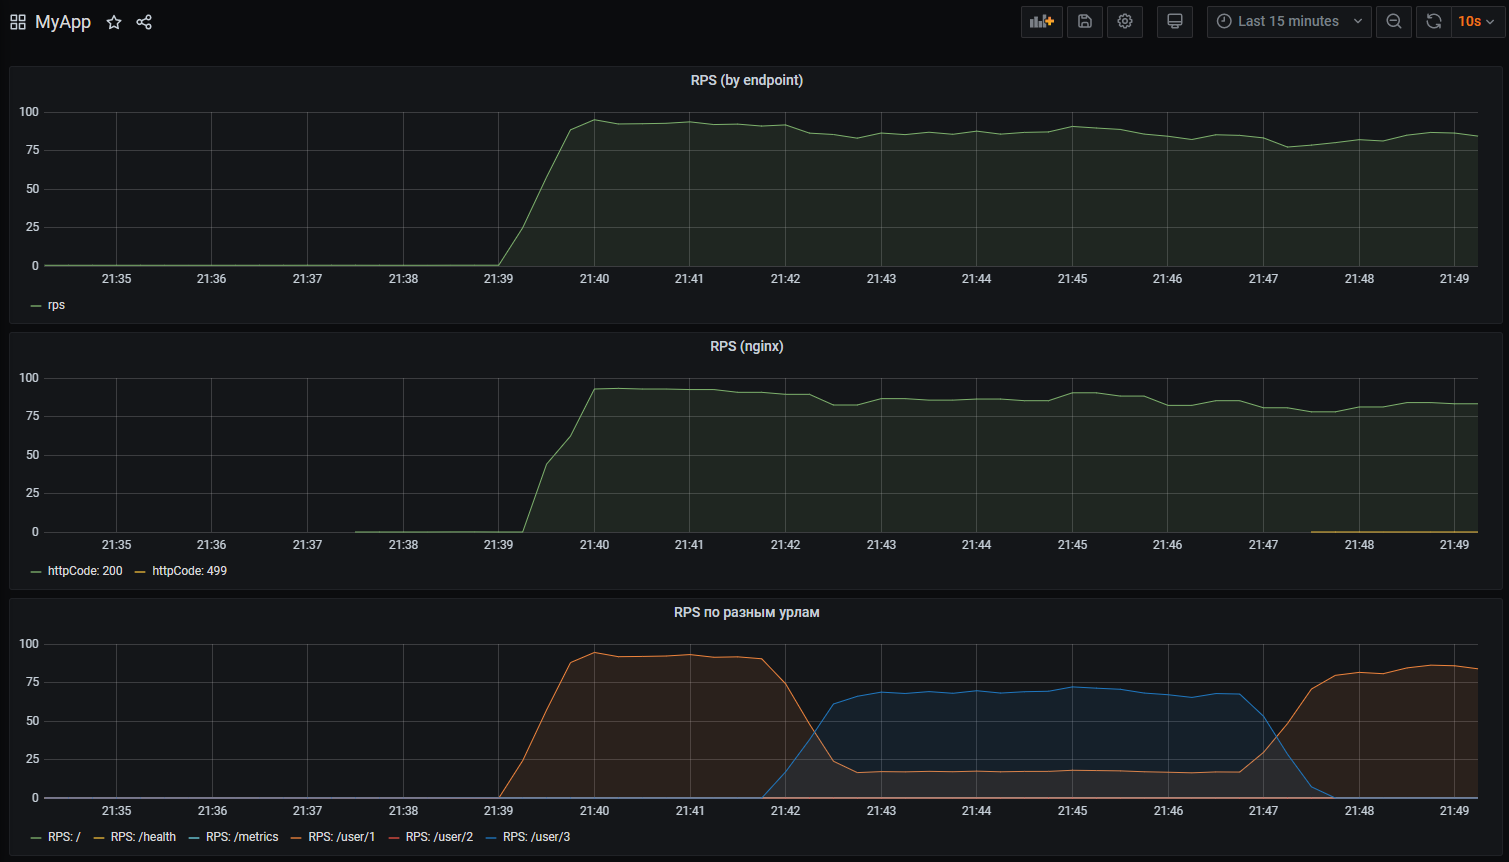 MyApp Last 15 minutes 10s
RPS (by endpoint)
100
75
50
25
0
21:35 21:36 21:37 21:38 21:39 21:40 21:41 21:42 21:43 21:44 21:45 21:46 21:47 21:48 21:49
rps
RPS (nginx)
100
75
50
25
0
21:35 21:36 21:37 21:38 21:39 21:40 21:41 21:42 21:43 21:44 21:45 21:46 21:47 21:48 21:49
httpCode: 200 httpCode: 499
RPS по разным урлам
100
75
50
25
0
21:35 21:36 21:37 21:38 21:39 21:40 21:41 21:42 21:43 21:44 21:45 21:46 21:47 21:48 21:49
RPS: / RPS: /health RPS: /metrics RPS: /user/1 RPS: /user/2 RPS: /user/3